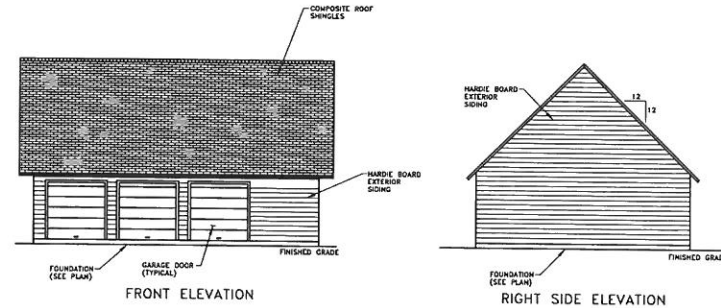 COMPOSITE ROOF
SHINGLES
HARDIE BOARD
EXTERIOR
SIDING
FOUNDATION
(SEE PLAN)
GARAGE DOOR
(TYPICAL)
FINISHED GRADE
FRONT ELEVATION
HARDIE BOARD
EXTERIOR
SIDING
12
12
FINISHED GRADE
FOUNDATION
(SEE PLAN)
RIGHT SIDE ELEVATION